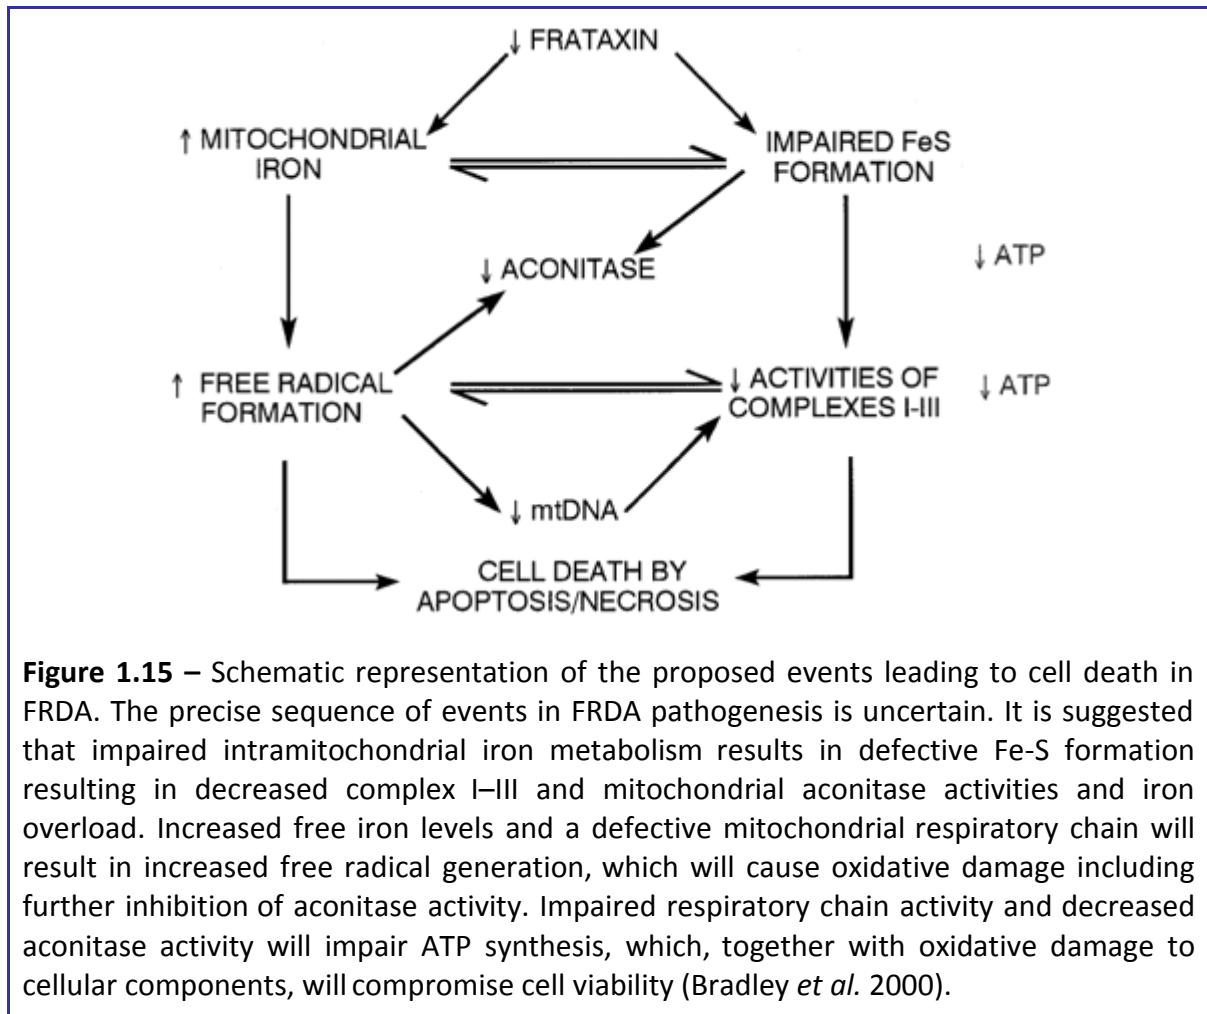 ↓ FRATAXIN
↑ MITOCHONDRIAL
IRON
IMPAIRED FeS
FORMATION
↓ ACONITASE
↓ ATP
↑ FREE RADICAL
FORMATION
↓ ACTIVITIES OF
COMPLEXES I-III
↓ ATP
↓ mtDNA
CELL DEATH BY
APOPTOSIS/NECROSIS
Figure 1.15 – Schematic representation of the proposed events leading to cell death in
FRDA. The precise sequence of events in FRDA pathogenesis is uncertain. It is suggested
that impaired intramitochondrial iron metabolism results in defective Fe-S formation
resulting in decreased complex I–III and mitochondrial aconitase activities and iron
overload. Increased free iron levels and a defective mitochondrial respiratory chain will
result in increased free radical generation, which will cause oxidative damage including
further inhibition of aconitase activity. Impaired respiratory chain activity and decreased
aconitase activity will impair ATP synthesis, which, together with oxidative damage to
cellular components, will compromise cell viability (Bradley et al. 2000).